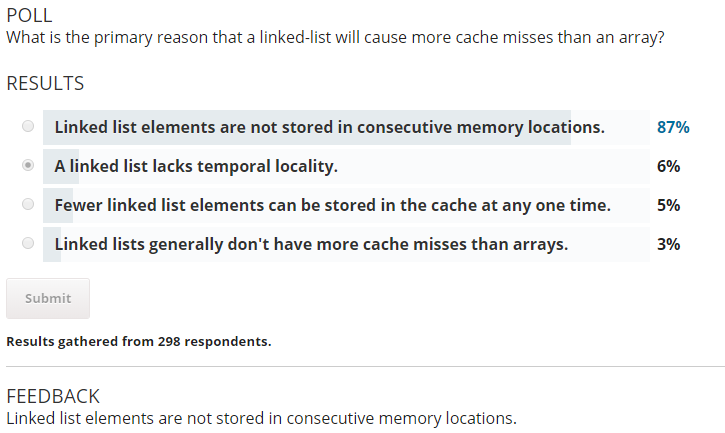 POLL
What is the primary reason that a linked-list will cause more cache misses than an array?
RESULTS
Linked list elements are not stored in consecutive memory locations. 87%
A linked list lacks temporal locality. 6%
Fewer linked list elements can be stored in the cache at any one time. 5%
Linked lists generally don't have more cache misses than arrays. 3%
Submit
Results gathered from 298 respondents.
FEEDBACK
Linked list elements are not stored in consecutive memory locations.